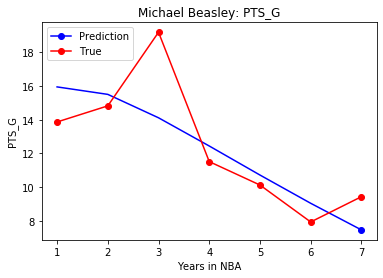 Michael Beasley: PTS_G
Prediction
True
PTS_G
18
16
14
12
10
8
1 2 3 4 5 6 7
Years in NBA